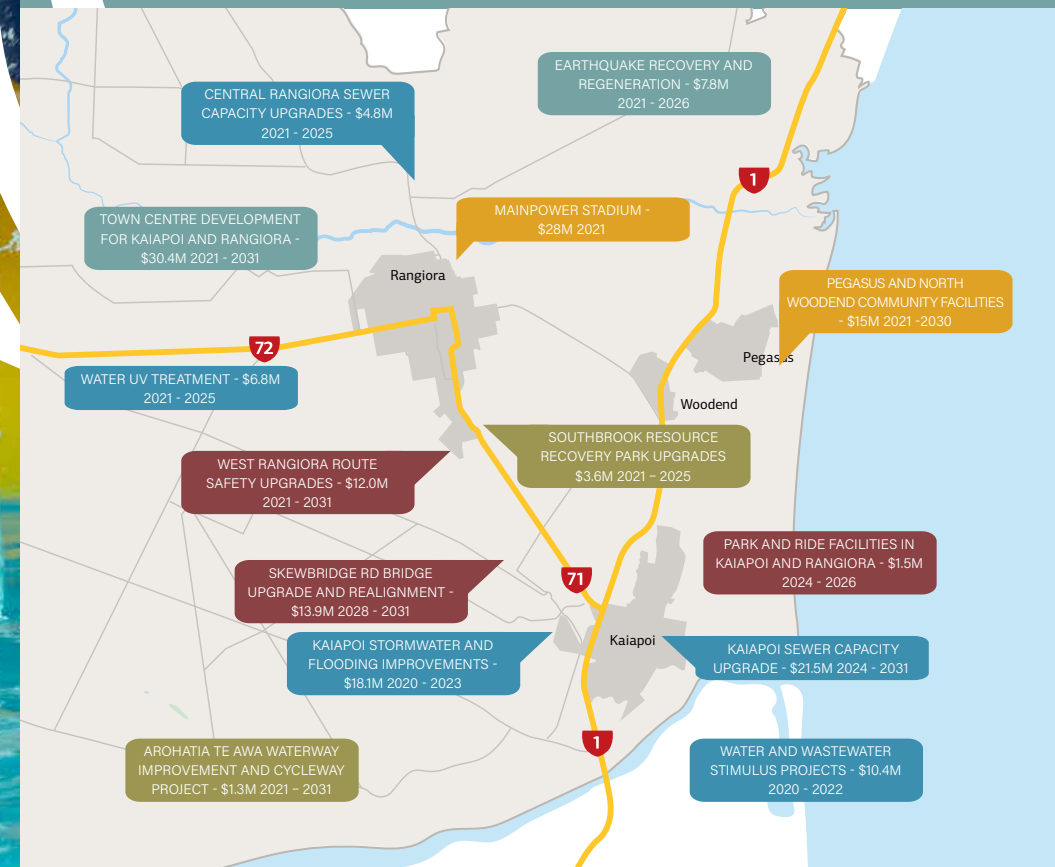 EARTHQUAKE RECOVERY AND
REGENERATION - $7.8M
2021 - 2026
CENTRAL RANGIORA SEWER
CAPACITY UPGRADES - $4.8M
2021 - 2025
1
MAINPOWER STADIUM -
$28M 2021
TOWN CENTRE DEVELOPMENT
FOR KAIAPOI AND RANGIORA -
$30.4M 2021 - 2031
Rangiora
PEGASUS AND NORTH
WOODEND COMMUNITY FACILITIES
- $15M 2021 -2030
72
Pegasus
WATER UV TREATMENT - $6.8M
2021 - 2025
Woodend
SOUTHBROOK RESOURCE
RECOVERY PARK UPGRADES
$3.6M 2021 – 2025
WEST RANGIORA ROUTE
SAFETY UPGRADES - $12.0M
2021 - 2031
PARK AND RIDE FACILITIES IN
KAIAPOI AND RANGIORA - $1.5M
2024 - 2026
71
SKEWBRIDGE RD BRIDGE
UPGRADE AND REALIGNMENT -
$13.9M 2028 - 2031
Kaiapoi
KAIAPOI STORMWATER AND
FLOODING IMPROVEMENTS -
$18.1M 2020 - 2023
KAIAPOI SEWER CAPACITY
UPGRADE - $21.5M 2024 - 2031
1
AROHATIA TE AWA WATERWAY
IMPROVEMENT AND CYCLEWAY
PROJECT - $1.3M 2021 – 2031
WATER AND WASTEWATER
STIMULUS PROJECTS - $10.4M
2020 - 2022